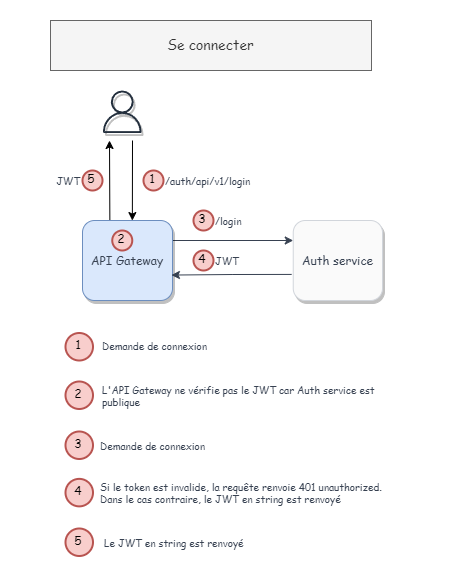 Se connecter
JWT 5
1 /auth/api/v1/login
3 /login
2
API Gateway
4 JWT
Auth service
1 Demande de connexion
2 L'API Gateway ne vérifie pas le JWT car Auth service est
publique
3 Demande de connexion
4 Si le token est invalide, la requête renvoie 401 unauthorized.
Dans le cas contraire, le JWT en string est renvoyé
5 Le JWT en string est renvoyé